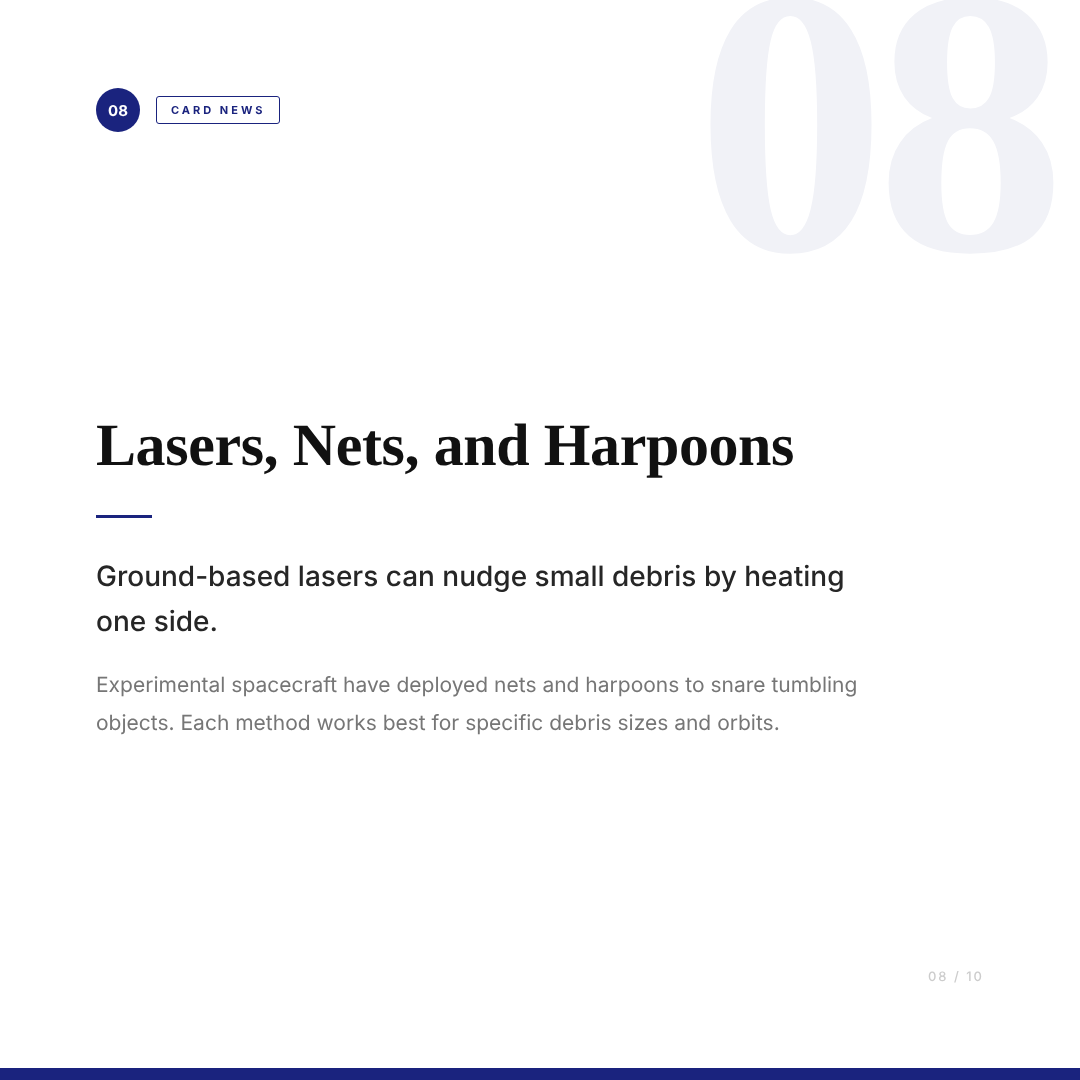 08
08
CARD NEWS
Lasers, Nets, and Harpoons
Ground-based lasers can nudge small debris by heating
one side.
Experimental spacecraft have deployed nets and harpoons to snare tumbling
objects. Each method works best for specific debris sizes and orbits.
08 / 10